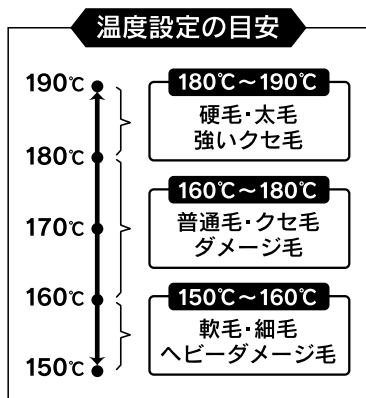 温度設定の目安
190℃
180℃
170℃
160℃
150℃
180℃～190℃
硬毛・太毛
強いクセ毛
160℃～180℃
普通毛・クセ毛
ダメージ毛
150℃～160℃
軟毛・細毛
ヘビーダメージ毛